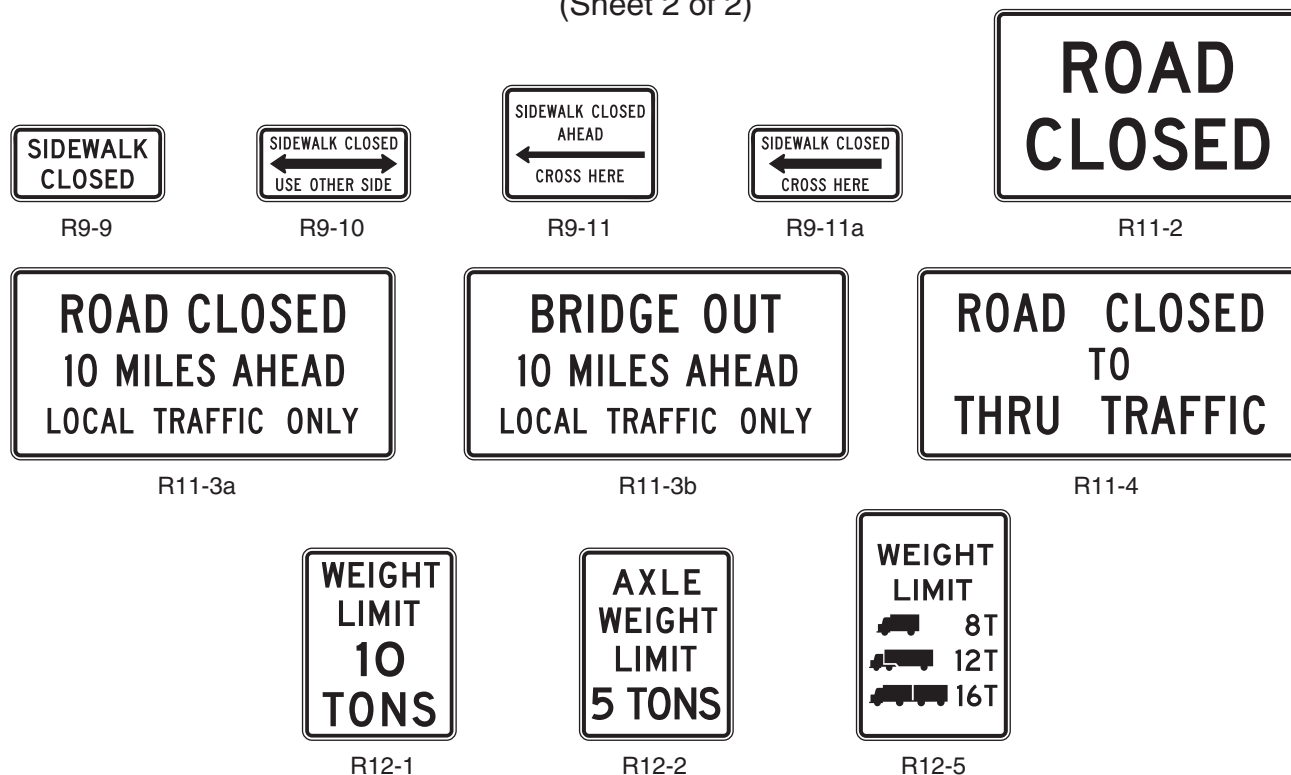 (Sheet 2 of 2)
SIDEWALK
CLOSED
R9-9
SIDEWALK CLOSED
USE OTHER SIDE
R9-10
SIDEWALK CLOSED
AHEAD
CROSS HERE
R9-11
SIDEWALK CLOSED
CROSS HERE
R9-11a
ROAD
CLOSED
R11-2
ROAD CLOSED
10 MILES AHEAD
LOCAL TRAFFIC ONLY
R11-3a
BRIDGE OUT
10 MILES AHEAD
LOCAL TRAFFIC ONLY
R11-3b
ROAD CLOSED
TO
THRU TRAFFIC
R11-4
WEIGHT
LIMIT
10
TONS
R12-1
AXLE
WEIGHT
LIMIT
5 TONS
R12-2
WEIGHT
LIMIT
8T
12T
16T
R12-5